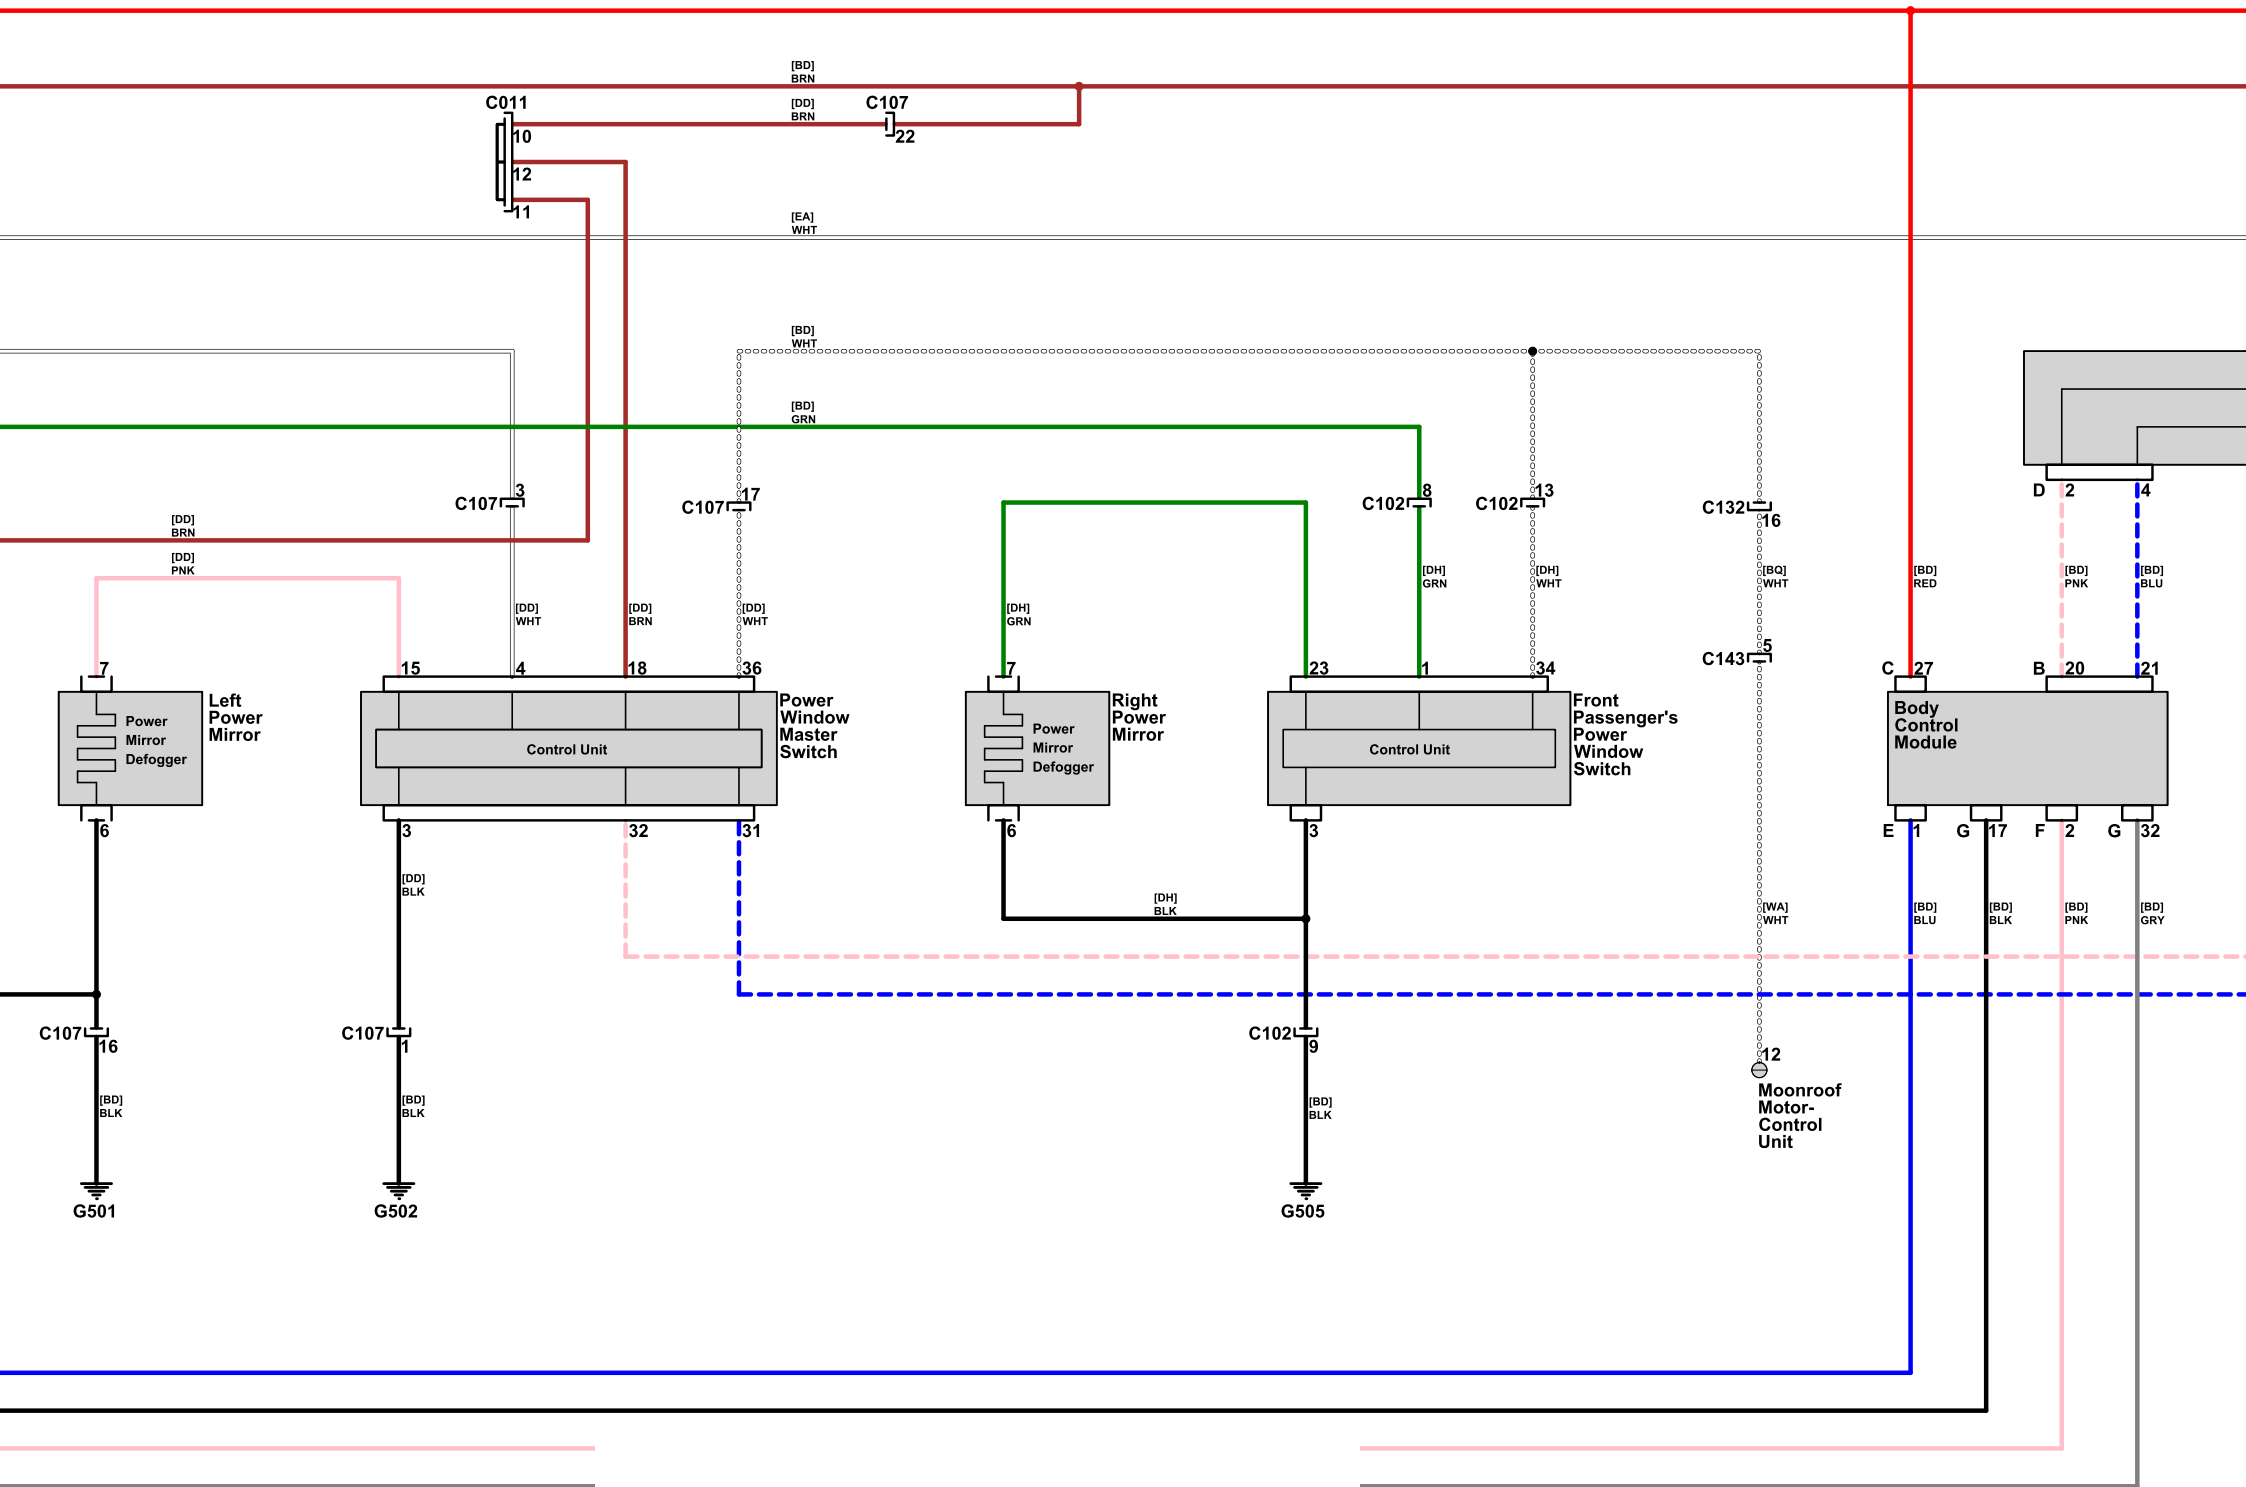 [BD]
BRN
C011
[DD]
BRN
C107
10
22
12
11
[EA]
WHT
[BD]
WHT
[BD]
GRN
3
C107
17
C107
8
C102
13
C102
C132
16
D
2
4
[DD]
BRN
[DD]
PNK
[DH]
GRN
[DH]
WHT
[BQ]
WHT
[BD]
RED
[BD]
PNK
[BD]
BLU
[DD]
WHT
[DD]
BRN
[DD]
WHT
[DH]
GRN
5
C143
7
15
4
18
36
7
23
1
34
C
27
B
20
21
Left
Power
Mirror
Power
Mirror
Defogger
Power
Window
Master
Switch
Control Unit
Right
Power
Mirror
Power
Mirror
Defogger
Front
Passenger's
Power
Window
Switch
Control Unit
Body
Control
Module
6
3
32
31
6
3
E
1
G
17
F
2
G
32
[DD]
BLK
[DH]
BLK
[WA]
WHT
[BD]
BLU
[BD]
BLK
[BD]
PNK
[BD]
GRY
C107
16
C107
1
C102
9
12
Moonroof
Motor-
Control
Unit
[BD]
BLK
[BD]
BLK
[BD]
BLK
G501
G502
G505